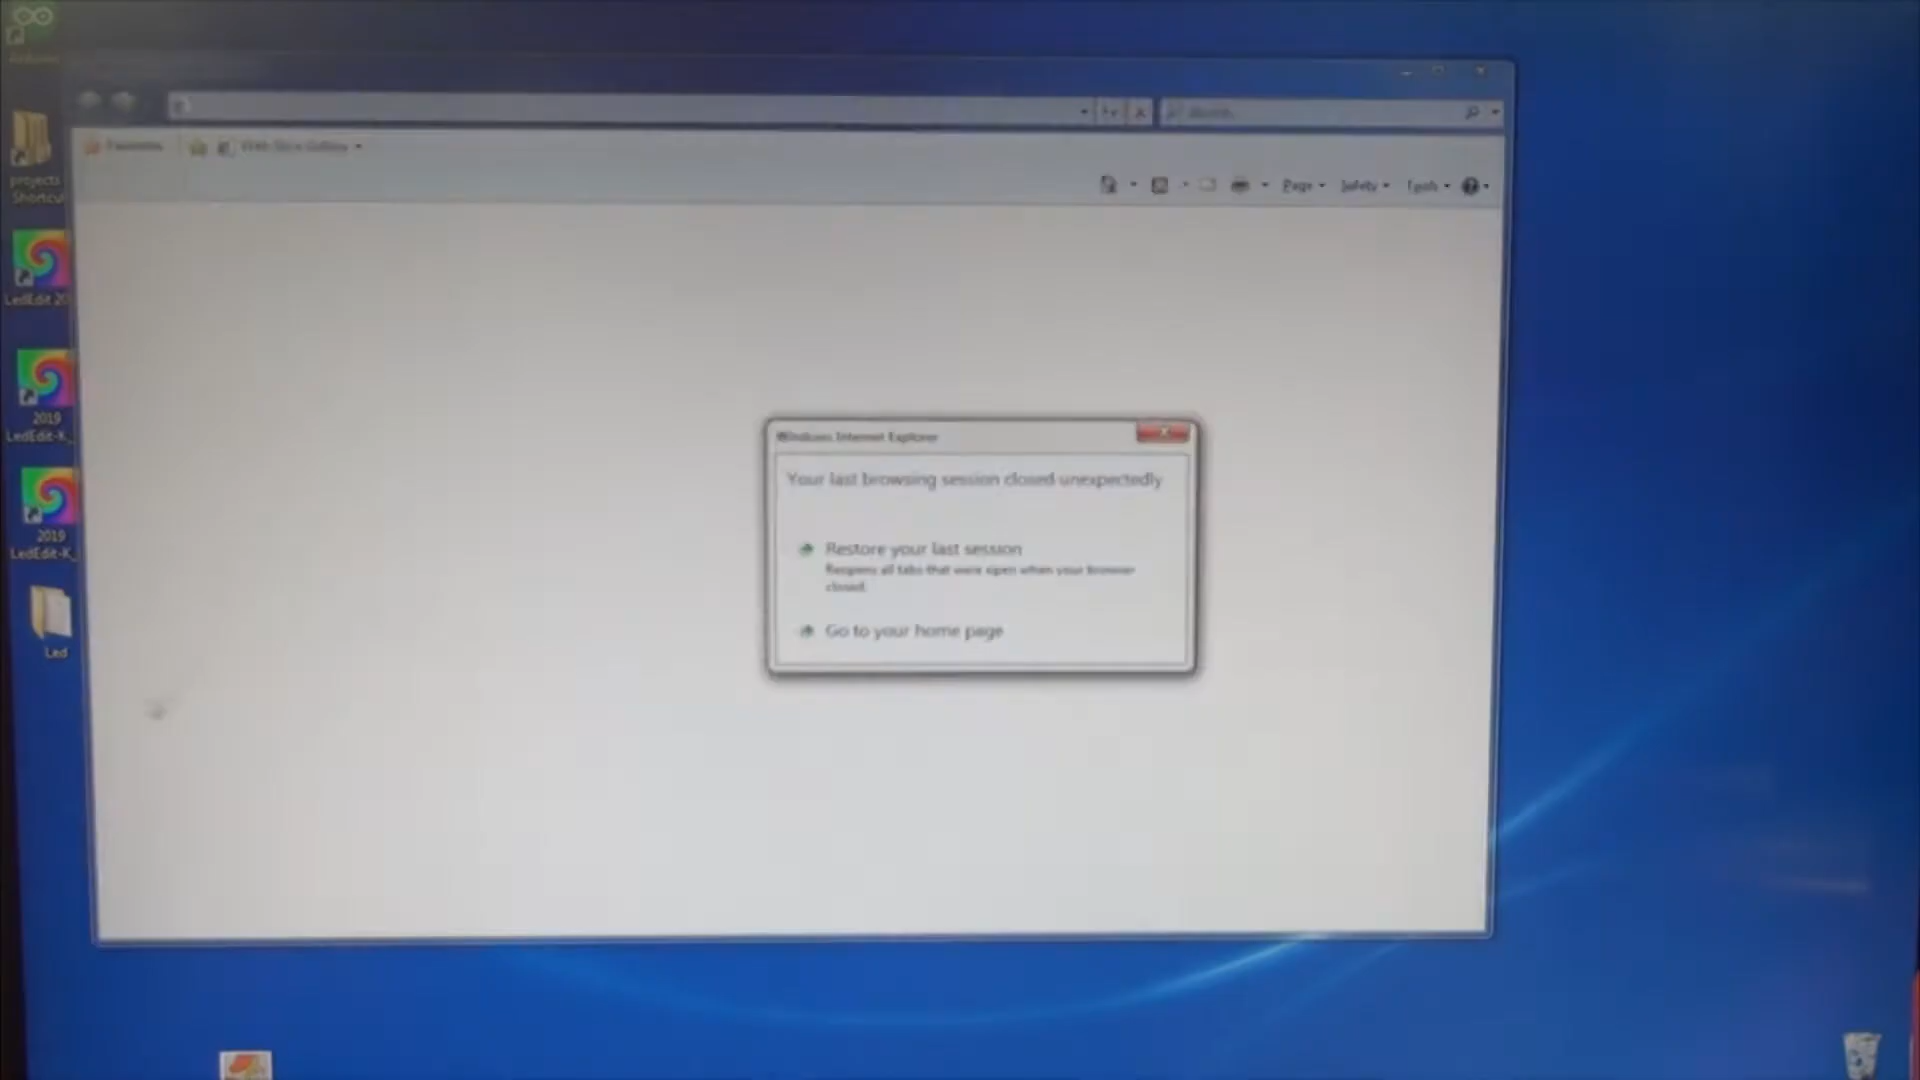 Favorites
Web Slice Gallery
Page
Safety
Tools
projects
Shortcut
LedEdit 20
2019
LedEdit-K_
2019
LedEdit-K_
Led
Windows Internet Explorer
Your last browsing session closed unexpectedly
Restore your last session
Reopens all tabs that were open when your browser
closed.
Go to your home page